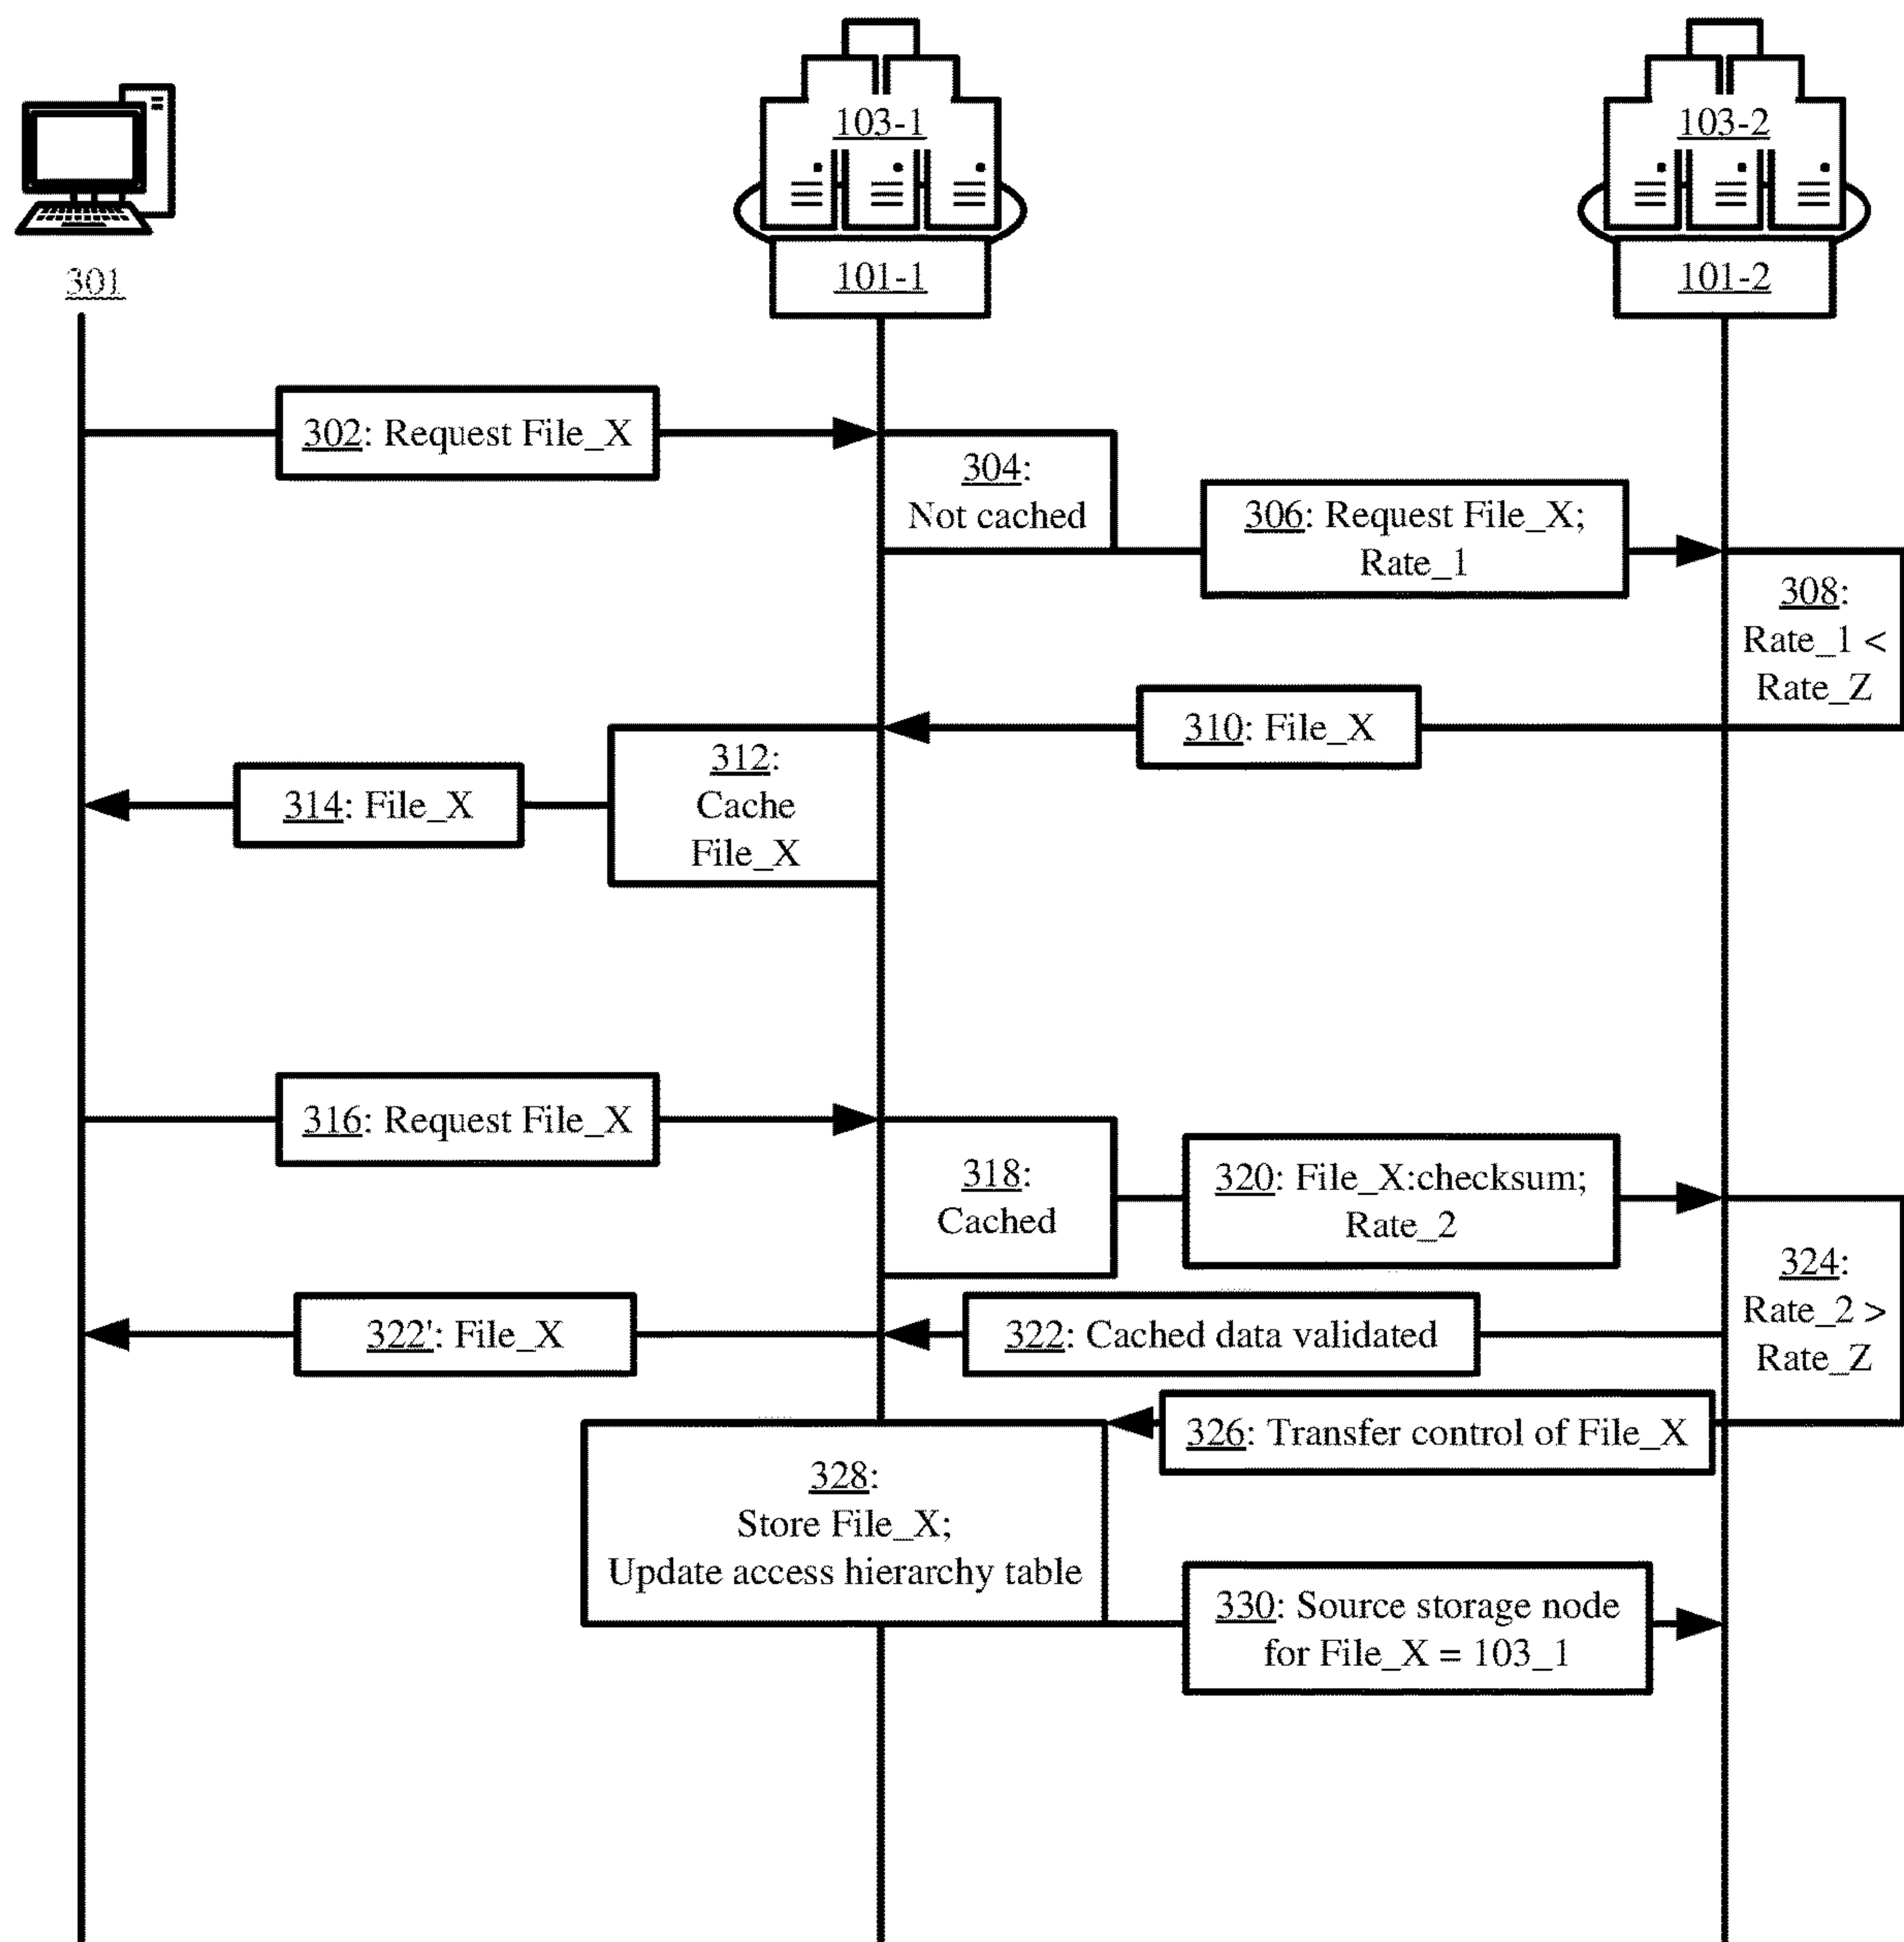 103-1
103-2
301
101-1
101-2
302: Request File_X
304:
Not cached
306: Request File_X;
Rate_1
308:
Rate_1 <
Rate_Z
310: File_X
312:
Cache
File_X
314: File_X
316: Request File_X
318:
Cached
320: File_X:checksum;
Rate_2
324:
Rate_2 >
Rate_Z
322': File_X
322: Cached data validated
326: Transfer control of File_X
328:
Store File_X;
Update access hierarchy table
330: Source storage node
for File_X = 103_1